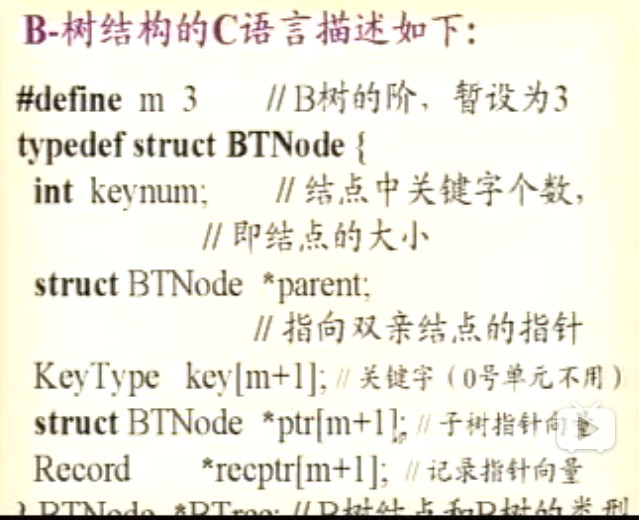 B-树结构的C语言描述如下:
#define m 3 // B树的阶，暂设为3
typedef struct BTNode {
int keynum; // 结点中关键字个数，
// 即结点的大小
struct BTNode *parent;
// 指向双亲结点的指针
KeyType key[m+1]; // 关键字（0号单元不用）
struct BTNode *ptr[m+1]; // 子树指针向量
Record *recptr[m+1]; // 记录指针向量
} BTNode, *BTree; // B树结点和B树的类型